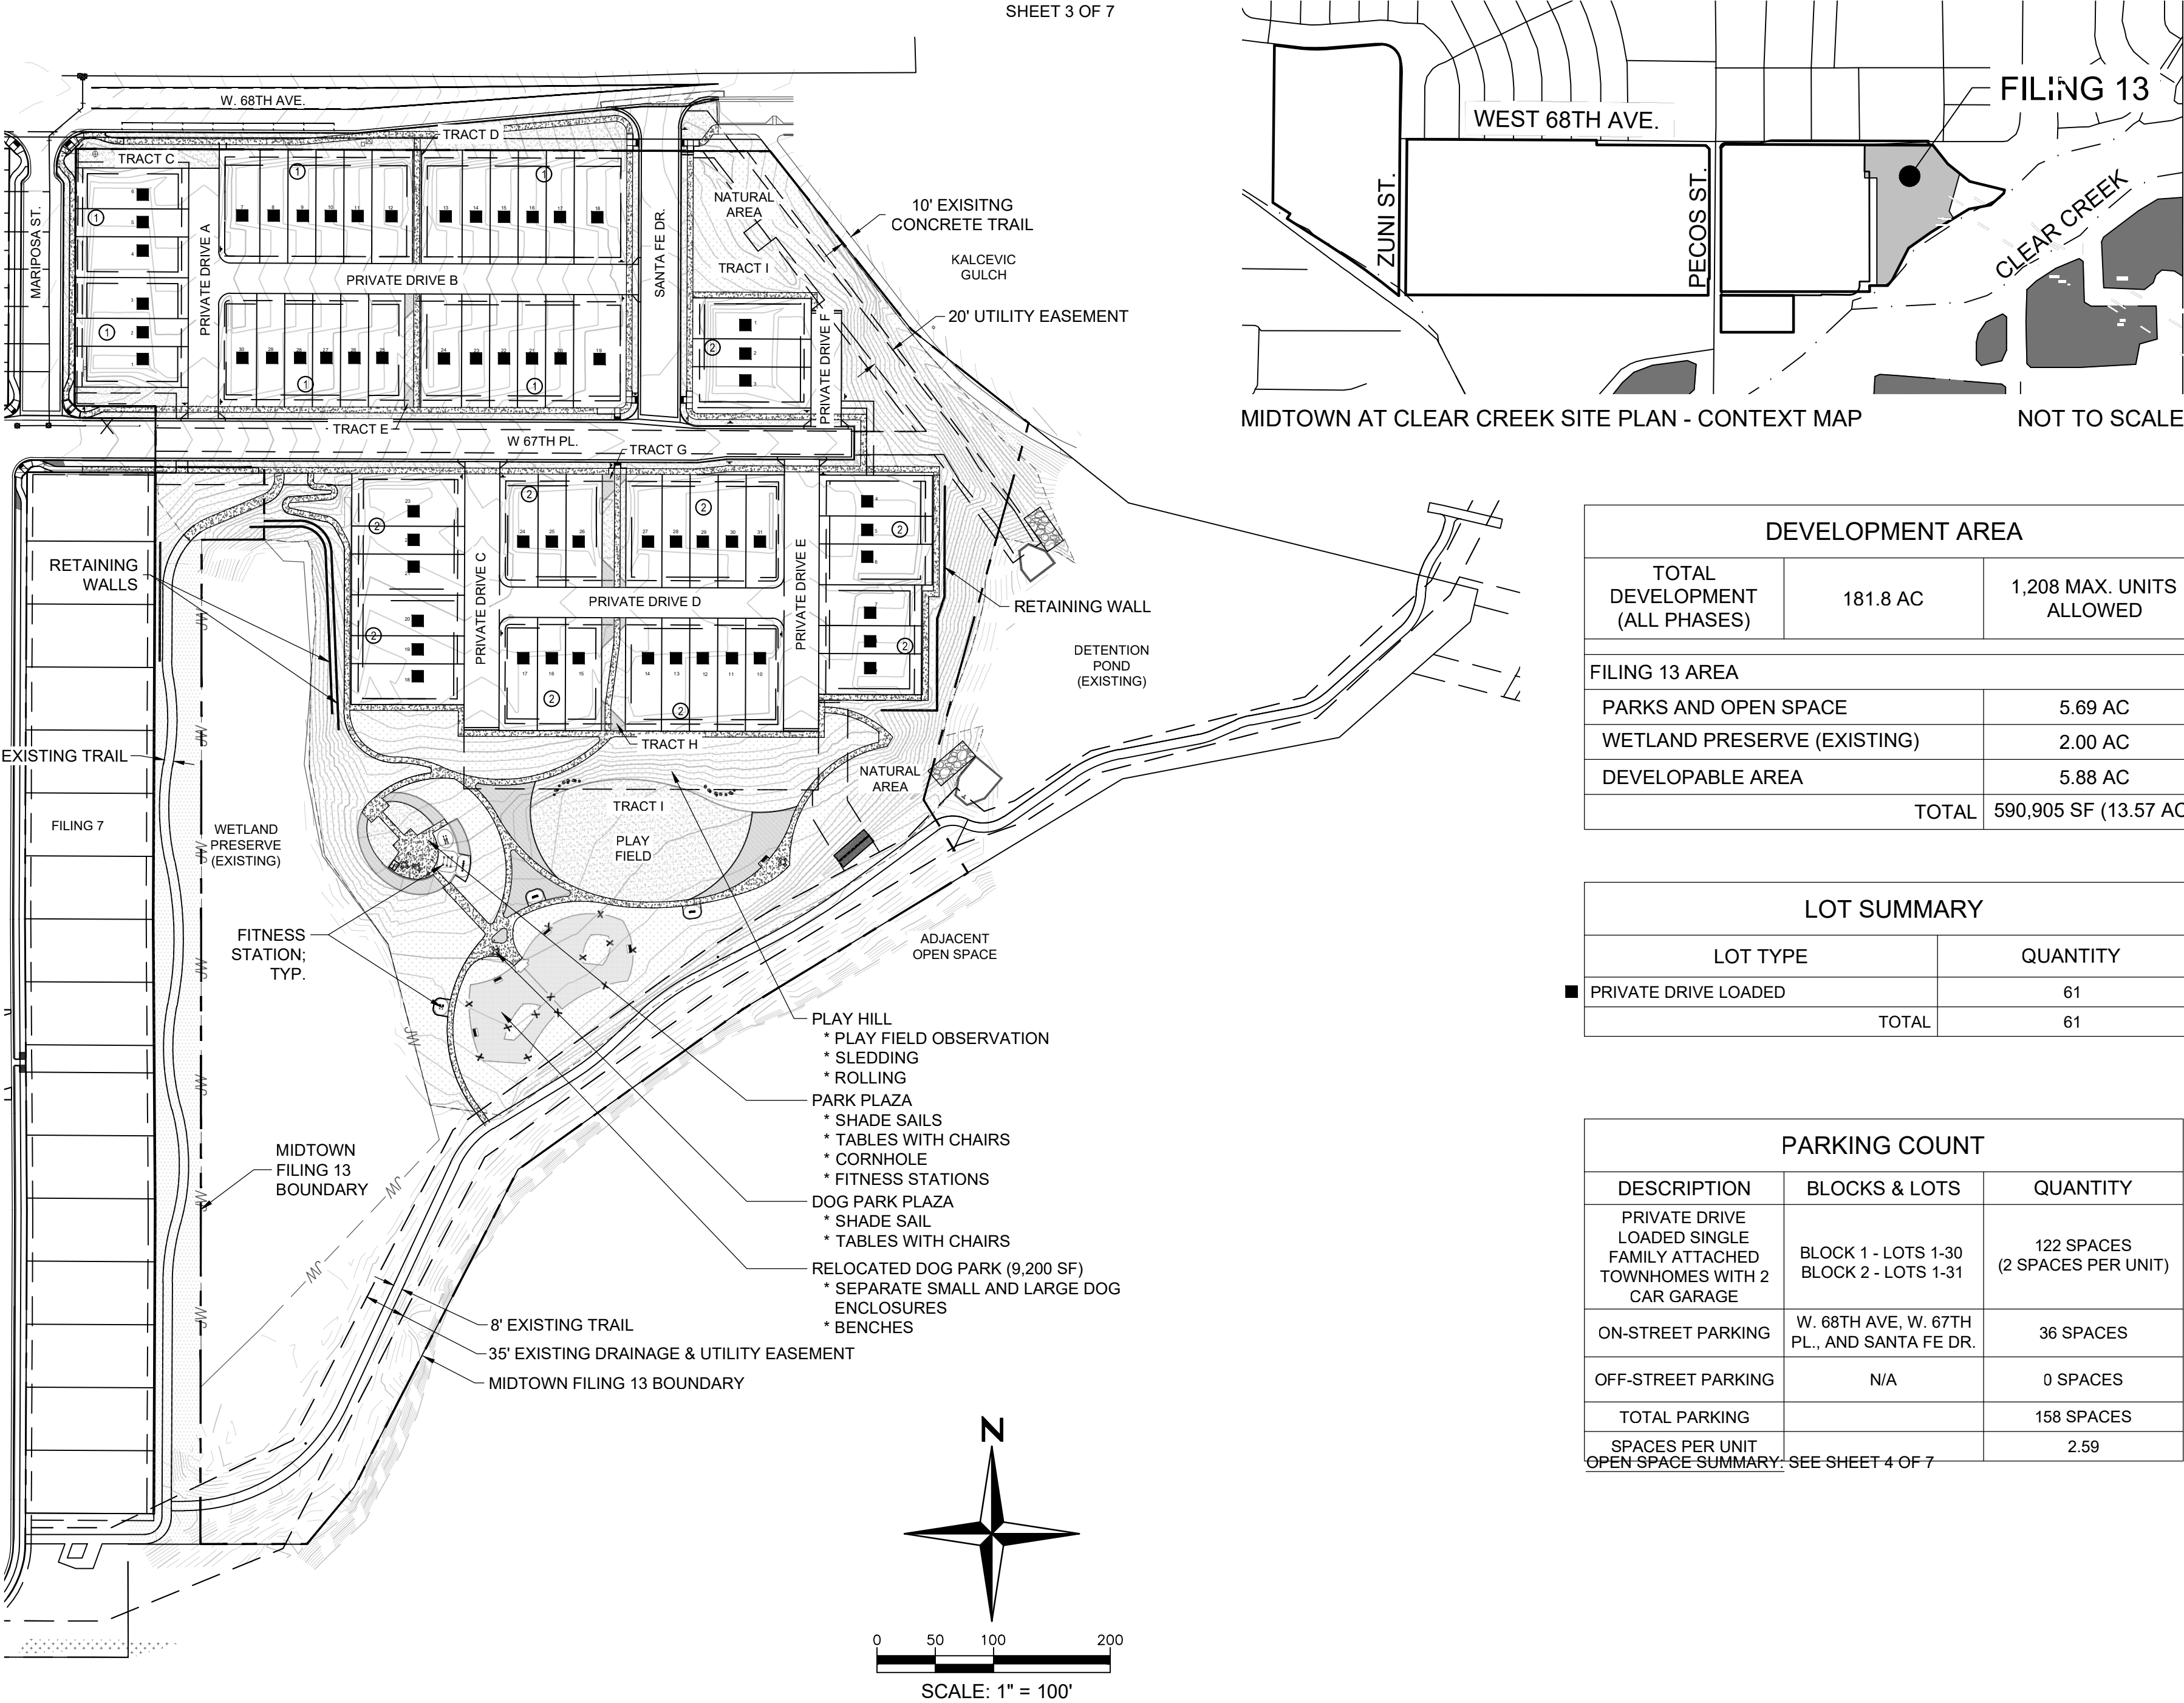 SHEET 3 OF 7
W. 68TH AVE.
TRACT D
TRACT C
MARIPOSA ST.
PRIVATE DRIVE A
PRIVATE DRIVE B
SANTA FE DR.
NATURAL
AREA
TRACT I
10' EXISITNG
CONCRETE TRAIL
KALCEVIC
GULCH
20' UTILITY EASEMENT
PRIVATE DRIVE F
TRACT E
W 67TH PL.
TRACT G
RETAINING
WALLS
PRIVATE DRIVE C
PRIVATE DRIVE D
PRIVATE DRIVE E
RETAINING WALL
DETENTION
POND
(EXISTING)
EXISTING TRAIL
TRACT H
NATURAL
AREA
TRACT I
PLAY
FIELD
FILING 7
WETLAND
PRESERVE
(EXISTING)
FITNESS
STATION;
TYP.
ADJACENT
OPEN SPACE
PLAY HILL
* PLAY FIELD OBSERVATION
* SLEDDING
* ROLLING
PARK PLAZA
* SHADE SAILS
* TABLES WITH CHAIRS
* CORNHOLE
* FITNESS STATIONS
DOG PARK PLAZA
* SHADE SAIL
* TABLES WITH CHAIRS
RELOCATED DOG PARK (9,200 SF)
* SEPARATE SMALL AND LARGE DOG
ENCLOSURES
* BENCHES
MIDTOWN
FILING 13
BOUNDARY
8' EXISTING TRAIL
35' EXISTING DRAINAGE & UTILITY EASEMENT
MIDTOWN FILING 13 BOUNDARY
N
0 50 100 200
SCALE: 1" = 100'
FILING 13
WEST 68TH AVE.
ZUNI ST.
PECOS ST.
CLEAR CREEK
MIDTOWN AT CLEAR CREEK SITE PLAN - CONTEXT MAP NOT TO SCALE
DEVELOPMENT AREA
TOTAL
DEVELOPMENT
(ALL PHASES)
181.8 AC
1,208 MAX. UNITS
ALLOWED
FILING 13 AREA
PARKS AND OPEN SPACE 5.69 AC
WETLAND PRESERVE (EXISTING) 2.00 AC
DEVELOPABLE AREA 5.88 AC
TOTAL 590,905 SF (13.57 AC
LOT SUMMARY
LOT TYPE QUANTITY
PRIVATE DRIVE LOADED 61
TOTAL 61
PARKING COUNT
DESCRIPTION BLOCKS & LOTS QUANTITY
PRIVATE DRIVE
LOADED SINGLE
FAMILY ATTACHED
TOWNHOMES WITH 2
CAR GARAGE
BLOCK 1 - LOTS 1-30
BLOCK 2 - LOTS 1-31
122 SPACES
(2 SPACES PER UNIT)
ON-STREET PARKING
W. 68TH AVE, W. 67TH
PL., AND SANTA FE DR.
36 SPACES
OFF-STREET PARKING N/A 0 SPACES
TOTAL PARKING 158 SPACES
SPACES PER UNIT 2.59
OPEN SPACE SUMMARY: SEE SHEET 4 OF 7